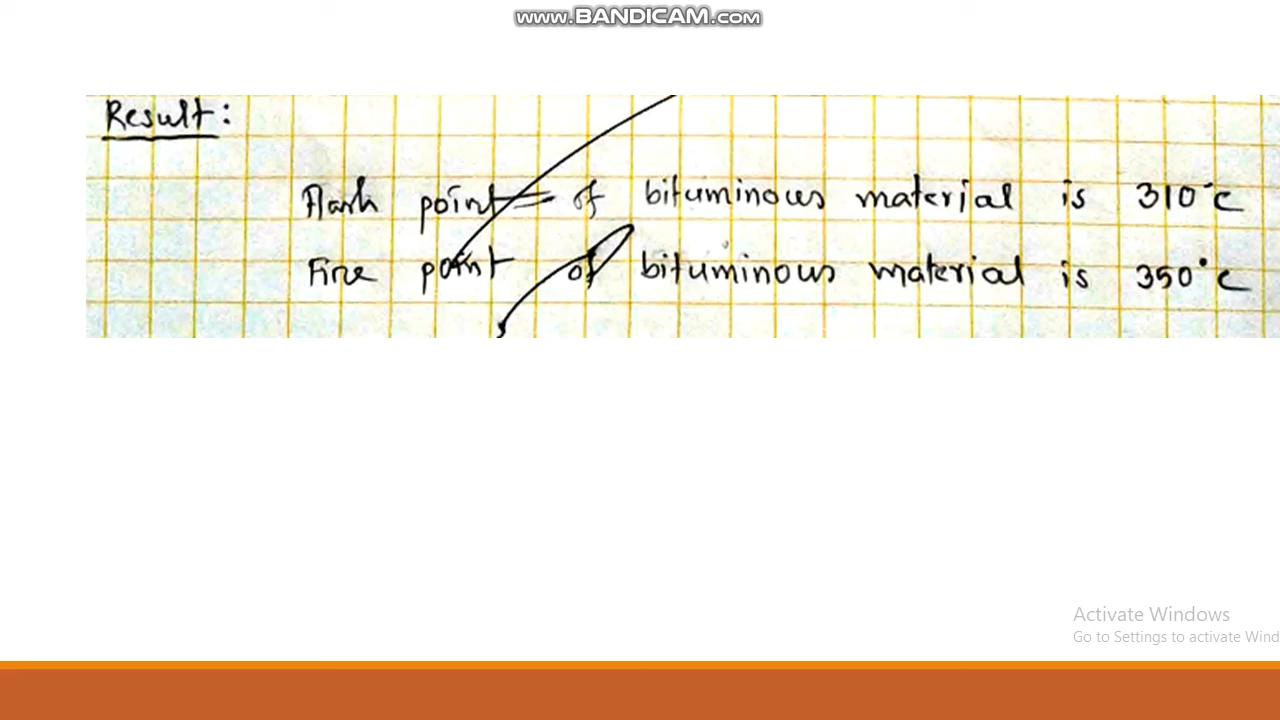 www.BANDICAM.com
Result:
Flash point of bituminous material is 310°c
Fire point of bituminous material is 350°c
Activate Windows
Go to Settings to activate Wind